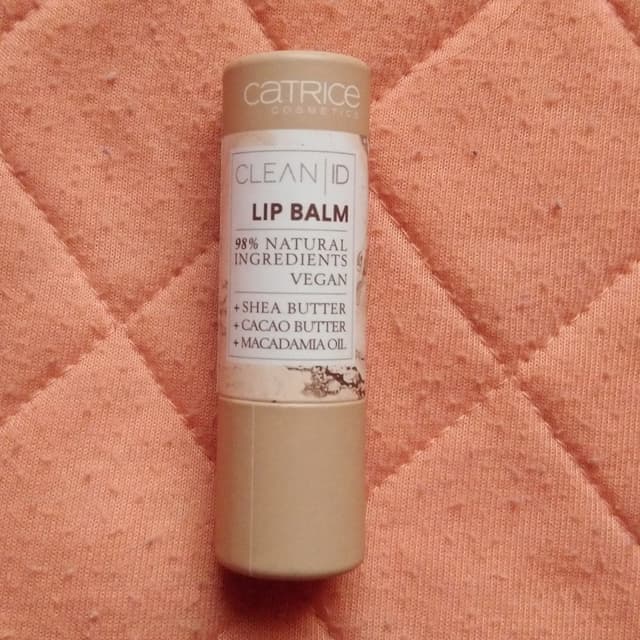 CATRICE
COSMETICS
CLEAN|ID
LIP BALM
98% NATURAL
INGREDIENTS
VEGAN
+ SHEA BUTTER
+ CACAO BUTTER
+ MACADAMIA OIL